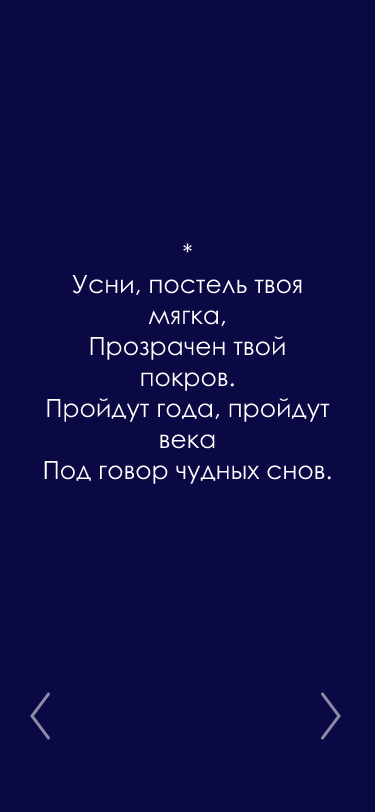 *
Усни, постель твоя
мягка,
Прозрачен твой
покров.
Пройдут года, пройдут
века
Под говор чудных снов.